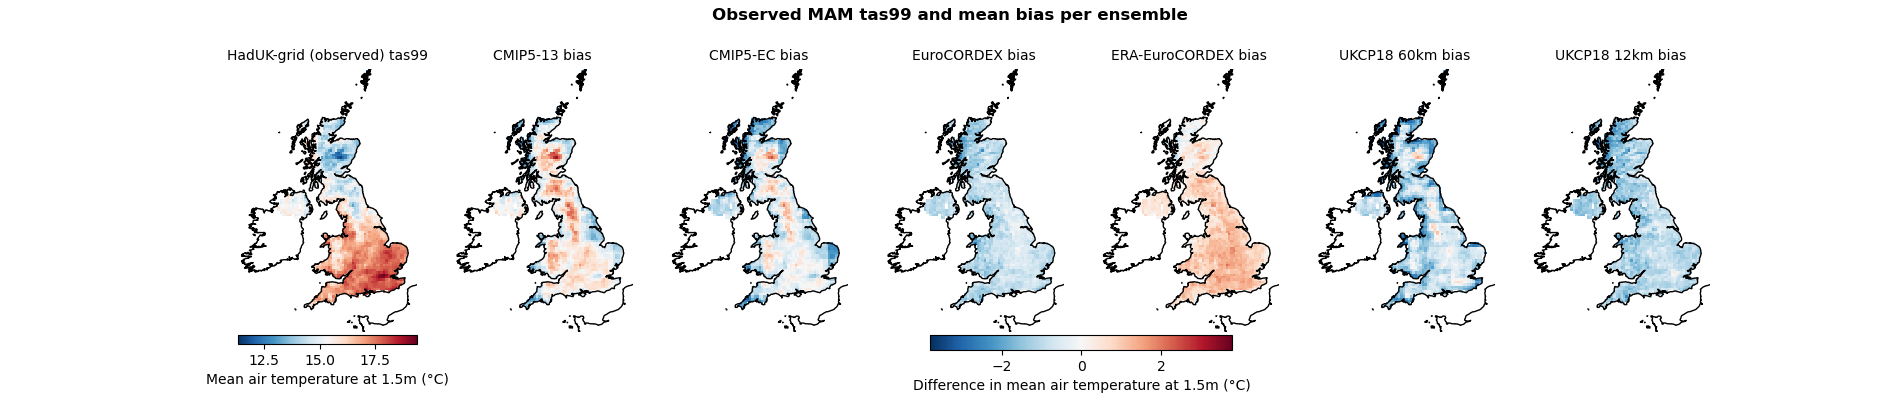 Observed MAM tas99 and mean bias per ensemble
HadUK-grid (observed) tas99
CMIP5-13 bias
CMIP5-EC bias
EuroCORDEX bias
ERA-EuroCORDEX bias
UKCP18 60km bias
UKCP18 12km bias
12.5 15.0 17.5
Mean air temperature at 1.5m (°C)
−2 0 2
Difference in mean air temperature at 1.5m (°C)